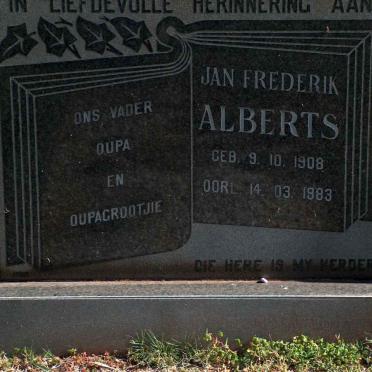 IN LIEFDEVOLLE HERINNERING AAN
ONS VADER
OUPA
EN
OUPAGROOTJIE
JAN FREDERIK
ALBERTS
GEB. 9. 10. 1908
OORL. 14. 03. 1983
DIE HERE IS MY HERDER